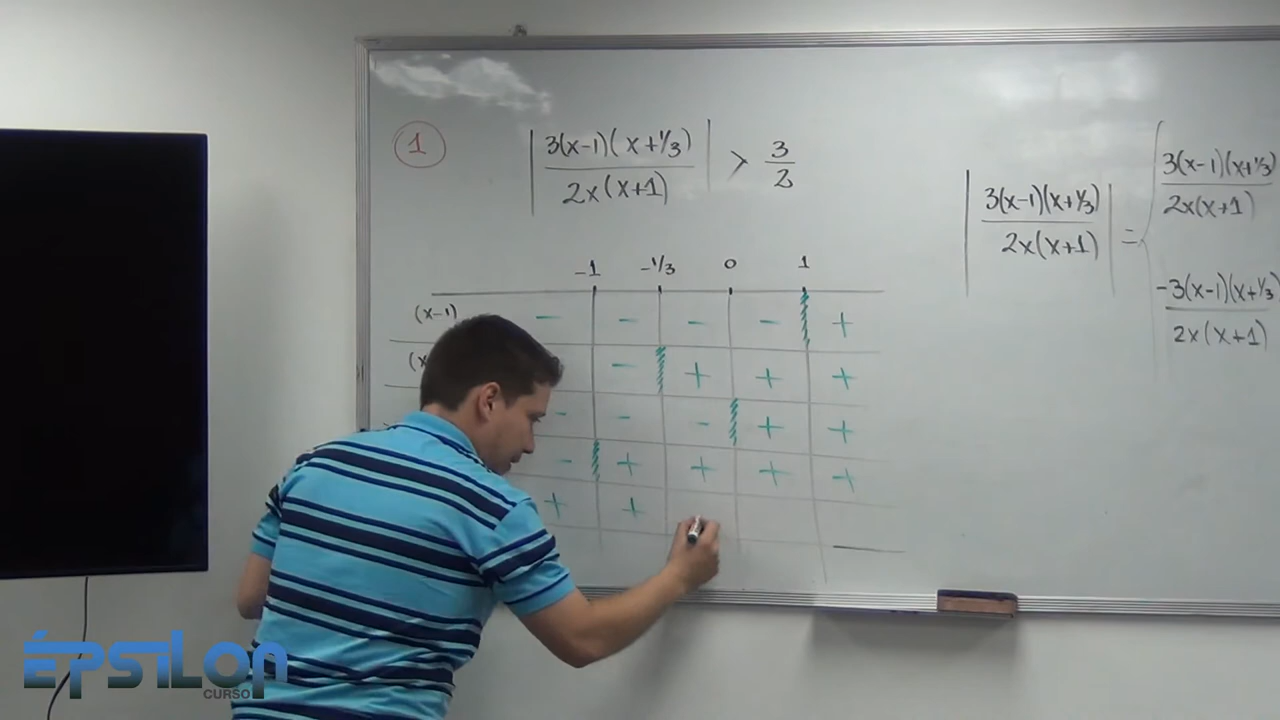 1
| 3(x-1)(x+1/3) / 2x(x+1) | > 3/2
| 3(x-1)(x+1/3) / 2x(x+1) | = { 3(x-1)(x+1/3) / 2x(x+1)
-3(x-1)(x+1/3) / 2x(x+1)
-1 -1/3 0 1
(x-1) - - - - +
(x - + + +
- - - + +
- + + + +
+ +
ÉPSILON
CURSO